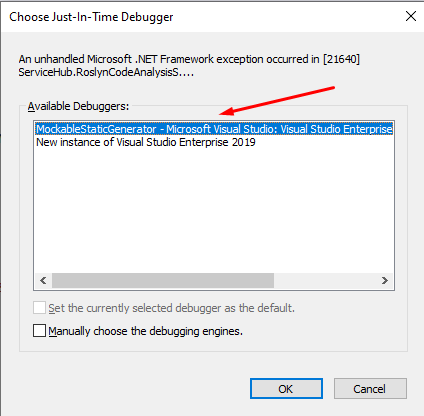 Choose Just-In-Time Debugger
An unhandled Microsoft .NET Framework exception occurred in [21640]
ServiceHub.RoslynCodeAnalysisS....
Available Debuggers:
MockableStaticGenerator - Microsoft Visual Studio: Visual Studio Enterprise
New instance of Visual Studio Enterprise 2019
Set the currently selected debugger as the default.
Manually choose the debugging engines.
OK Cancel